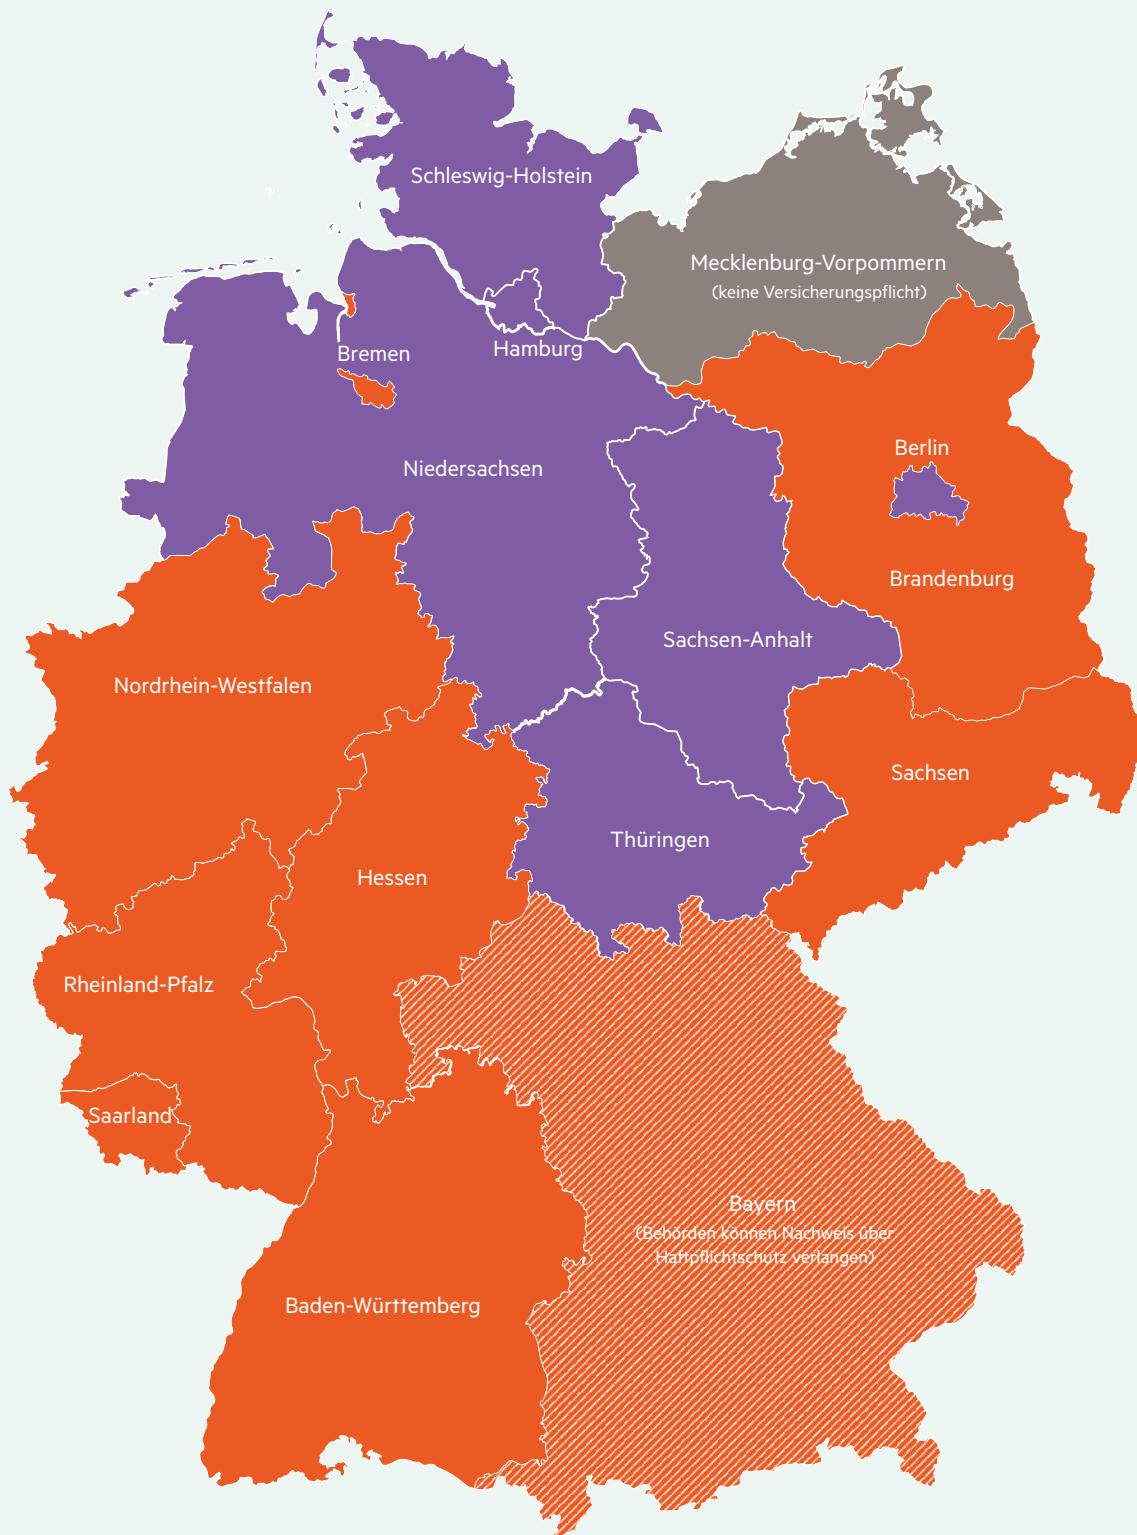 Schleswig-Holstein
Mecklenburg-Vorpommern
(keine Versicherungspflicht)
Bremen
Hamburg
Berlin
Niedersachsen
Brandenburg
Sachsen-Anhalt
Nordrhein-Westfalen
Sachsen
Thüringen
Hessen
Rheinland-Pfalz
Saarland
Bayern
(Behörden können Nachweis über
Haftpflichtschutz verlangen)
Baden-Württemberg